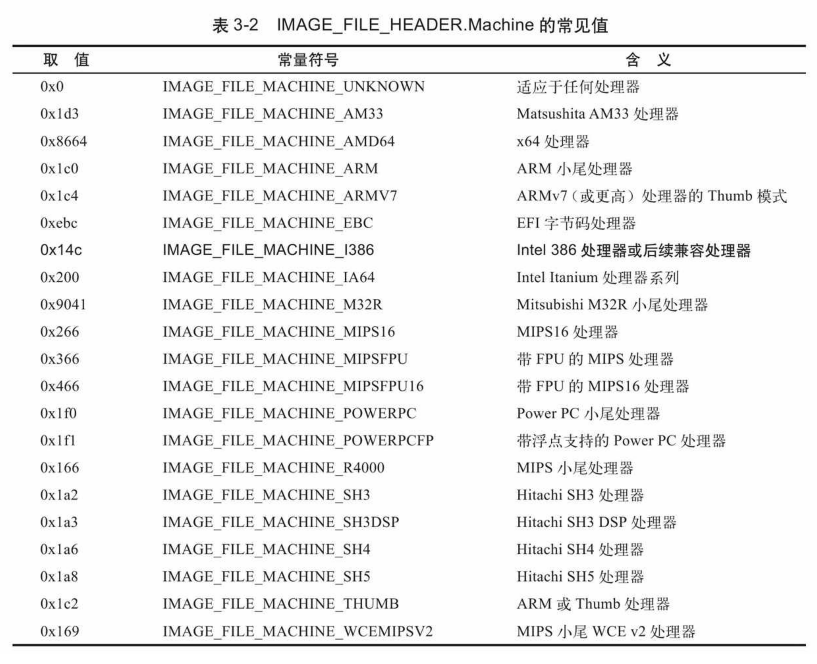 表 3-2 IMAGE_FILE_HEADER.Machine 的常见值
取 值 常量符号 含 义
0x0 IMAGE_FILE_MACHINE_UNKNOWN 适应于任何处理器
0x1d3 IMAGE_FILE_MACHINE_AM33 Matsushita AM33 处理器
0x8664 IMAGE_FILE_MACHINE_AMD64 x64 处理器
0x1c0 IMAGE_FILE_MACHINE_ARM ARM 小尾处理器
0x1c4 IMAGE_FILE_MACHINE_ARMV7 ARMv7（或更高）处理器的 Thumb 模式
0xebc IMAGE_FILE_MACHINE_EBC EFI 字节码处理器
0x14c IMAGE_FILE_MACHINE_I386 Intel 386 处理器或后续兼容处理器
0x200 IMAGE_FILE_MACHINE_IA64 Intel Itanium 处理器系列
0x9041 IMAGE_FILE_MACHINE_M32R Mitsubishi M32R 小尾处理器
0x266 IMAGE_FILE_MACHINE_MIPS16 MIPS16 处理器
0x366 IMAGE_FILE_MACHINE_MIPSFPU 带 FPU 的 MIPS 处理器
0x466 IMAGE_FILE_MACHINE_MIPSFPU16 带 FPU 的 MIPS16 处理器
0x1f0 IMAGE_FILE_MACHINE_POWERPC Power PC 小尾处理器
0x1f1 IMAGE_FILE_MACHINE_POWERPCFP 带浮点支持的 Power PC 处理器
0x166 IMAGE_FILE_MACHINE_R4000 MIPS 小尾处理器
0x1a2 IMAGE_FILE_MACHINE_SH3 Hitachi SH3 处理器
0x1a3 IMAGE_FILE_MACHINE_SH3DSP Hitachi SH3 DSP 处理器
0x1a6 IMAGE_FILE_MACHINE_SH4 Hitachi SH4 处理器
0x1a8 IMAGE_FILE_MACHINE_SH5 Hitachi SH5 处理器
0x1c2 IMAGE_FILE_MACHINE_THUMB ARM 或 Thumb 处理器
0x169 IMAGE_FILE_MACHINE_WCEMIPSV2 MIPS 小尾 WCE v2 处理器